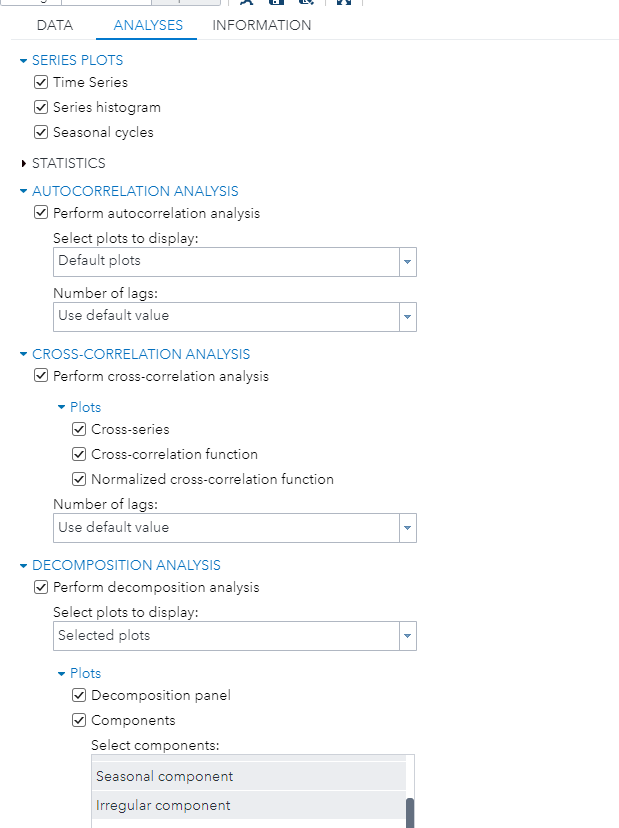 DATA ANALYSES INFORMATION
SERIES PLOTS
Time Series
Series histogram
Seasonal cycles
STATISTICS
AUTOCORRELATION ANALYSIS
Perform autocorrelation analysis
Select plots to display:
Default plots
Number of lags:
Use default value
CROSS-CORRELATION ANALYSIS
Perform cross-correlation analysis
Plots
Cross-series
Cross-correlation function
Normalized cross-correlation function
Number of lags:
Use default value
DECOMPOSITION ANALYSIS
Perform decomposition analysis
Select plots to display:
Selected plots
Plots
Decomposition panel
Components
Select components:
Seasonal component
Irregular component